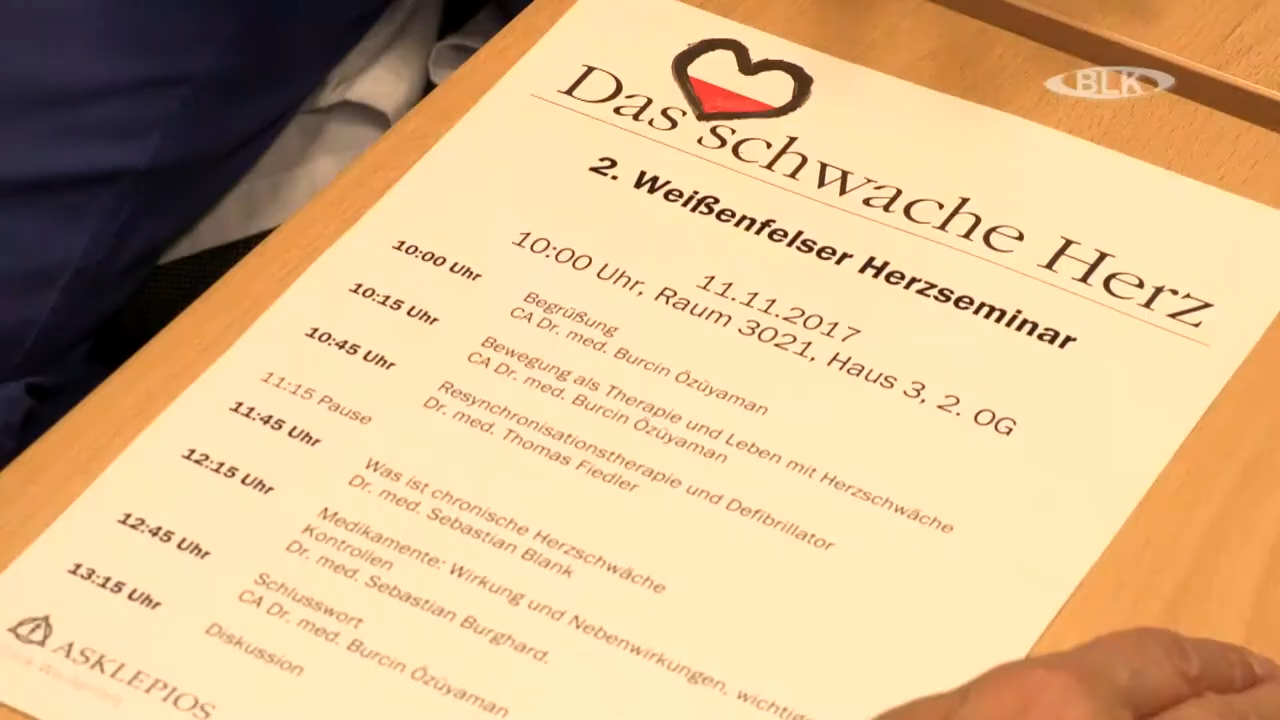 BLK
Das schwache Herz
2. Weißenfelser Herzseminar
11.11.2017
10:00 Uhr, Raum 3021, Haus 3, 2. OG
10:00 Uhr Begrüßung
CA Dr. med. Burcin Özüyaman
10:15 Uhr Bewegung als Therapie und Leben mit Herzschwäche
CA Dr. med. Burcin Özüyaman
10:45 Uhr Resynchronisationstherapie und Defibrillator
Dr. med. Thomas Fiedler
11:15 Pause
11:45 Uhr Was ist chronische Herzschwäche
Dr. med. Sebastian Blank
12:15 Uhr Medikamente: Wirkung und Nebenwirkungen, wichtige
Kontrollen
Dr. med. Sebastian Burghard.
12:45 Uhr Schlusswort
CA Dr. med. Burcin Özüyaman
13:15 Uhr Diskussion
ASKLEPIOS